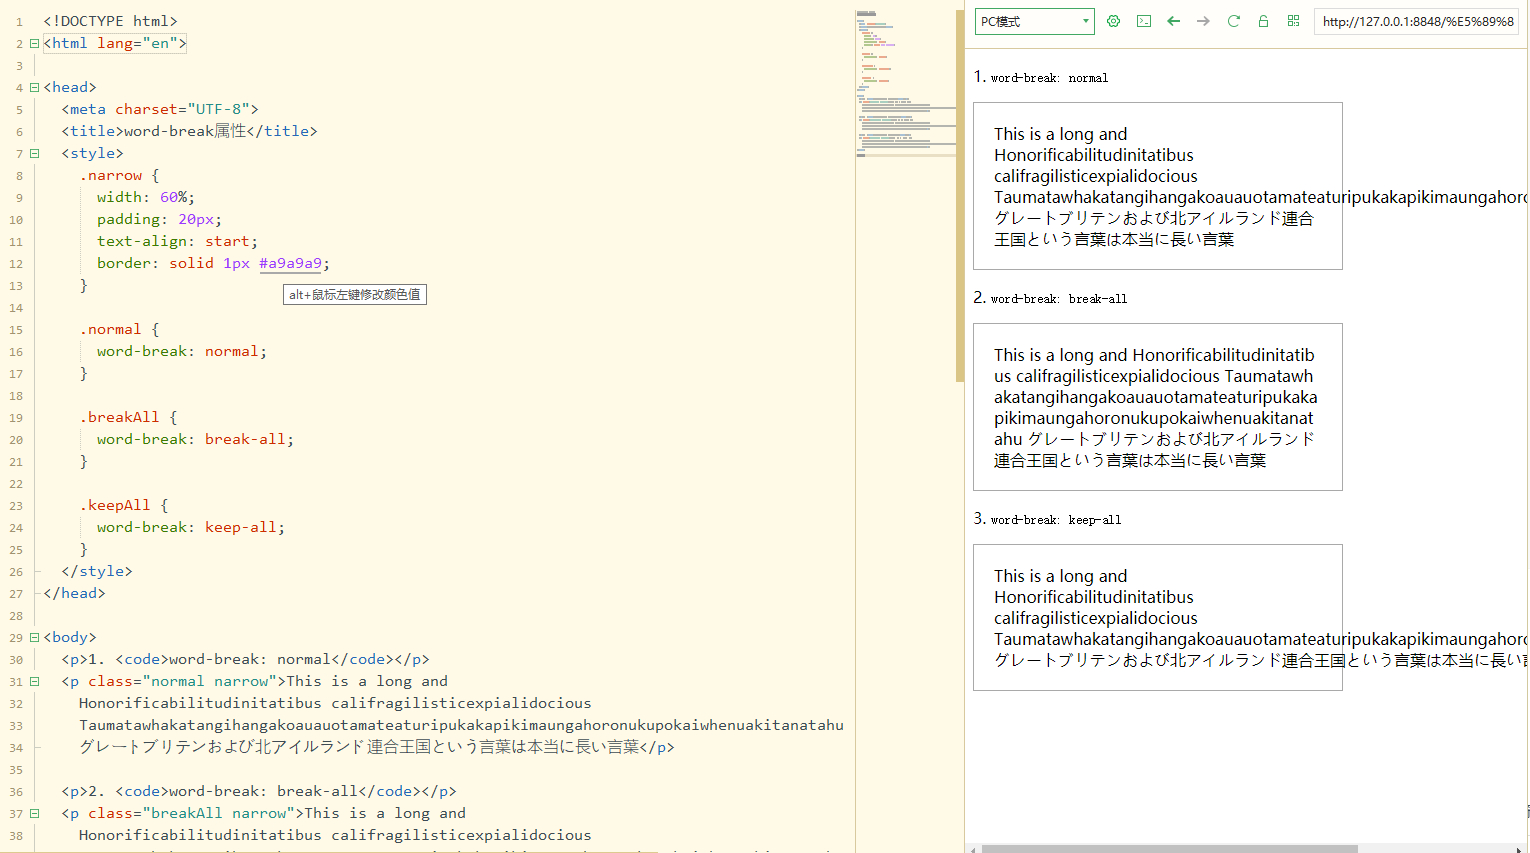 1 <!DOCTYPE html>
2 <html lang="en">
3
4 <head>
5 <meta charset="UTF-8">
6 <title>word-break属性</title>
7 <style>
8 .narrow {
9 width: 60%;
10 padding: 20px;
11 text-align: start;
12 border: solid 1px #a9a9a9;
13 }
alt+鼠标左键修改颜色值
14
15 .normal {
16 word-break: normal;
17 }
18
19 .breakAll {
20 word-break: break-all;
21 }
22
23 .keepAll {
24 word-break: keep-all;
25 }
26 </style>
27 </head>
28
29 <body>
30 <p>1. <code>word-break: normal</code></p>
31 <p class="normal narrow">This is a long and
32 Honorificabilitudinitatibus califragilisticexpialidocious
33 Taumatawhakatangihangakoauauotamateaturipukakapikimaungahoronukupokaiwhenuakitanatahu
34 グレートブリテンおよび北アイルランド連合王国という言葉は本当に長い言葉</p>
35
36 <p>2. <code>word-break: break-all</code></p>
37 <p class="breakAll narrow">This is a long and
38 Honorificabilitudinitatibus califragilisticexpialidocious
PC模式
http://127.0.0.1:8848/%E5%89%8
1. word-break: normal
This is a long and
Honorificabilitudinitatibus
califragilisticexpialidocious
Taumatawhakatangihangakoauauotamateaturipukakapikimaungahoro
グレートブリテンおよび北アイルランド連合
王国という言葉は本当に長い言葉
2. word-break: break-all
This is a long and Honorificabilitudinitatib
us califragilisticexpialidocious Taumatawh
akatangihangakoauauotamateaturipukaka
pikimaungahoronukupokaiwhenuakitanat
ahu グレートブリテンおよび北アイルランド
連合王国という言葉は本当に長い言葉
3. word-break: keep-all
This is a long and
Honorificabilitudinitatibus
califragilisticexpialidocious
Taumatawhakatangihangakoauauotamateaturipukakapikimaungahoro
グレートブリテンおよび北アイルランド連合王国という言葉は本当に長い